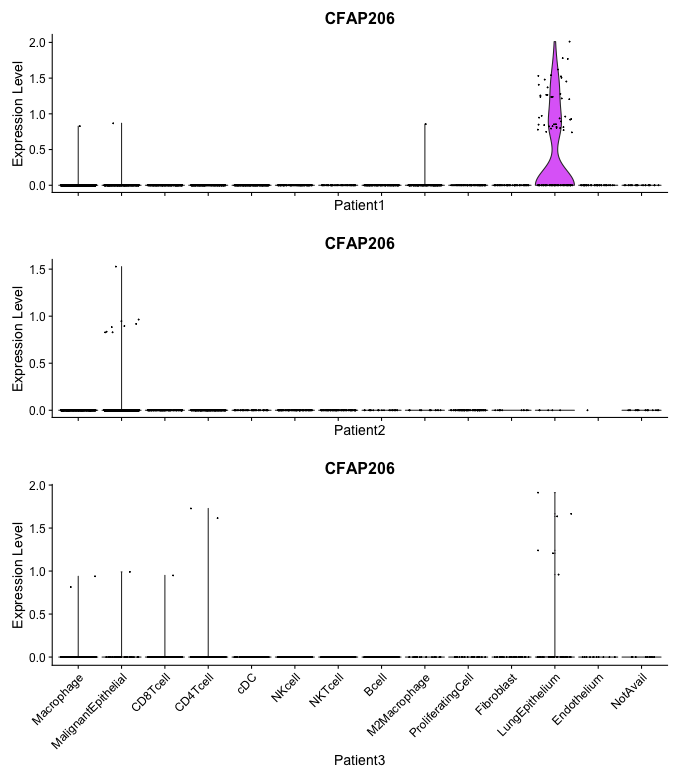 CFAP206
Expression Level
2.0
1.5
1.0
0.5
0.0
Patient1
CFAP206
Expression Level
1.5
1.0
0.5
0.0
Patient2
CFAP206
Expression Level
2.0
1.5
1.0
0.5
0.0
Macrophage
MalignantEpithelial
CD8Tcell
CD4Tcell
cDC
NKcell
NKTcell
Bcell
M2Macrophage
ProliferatingCell
Fibroblast
LungEpithelium
Endothelium
NotAvail
Patient3